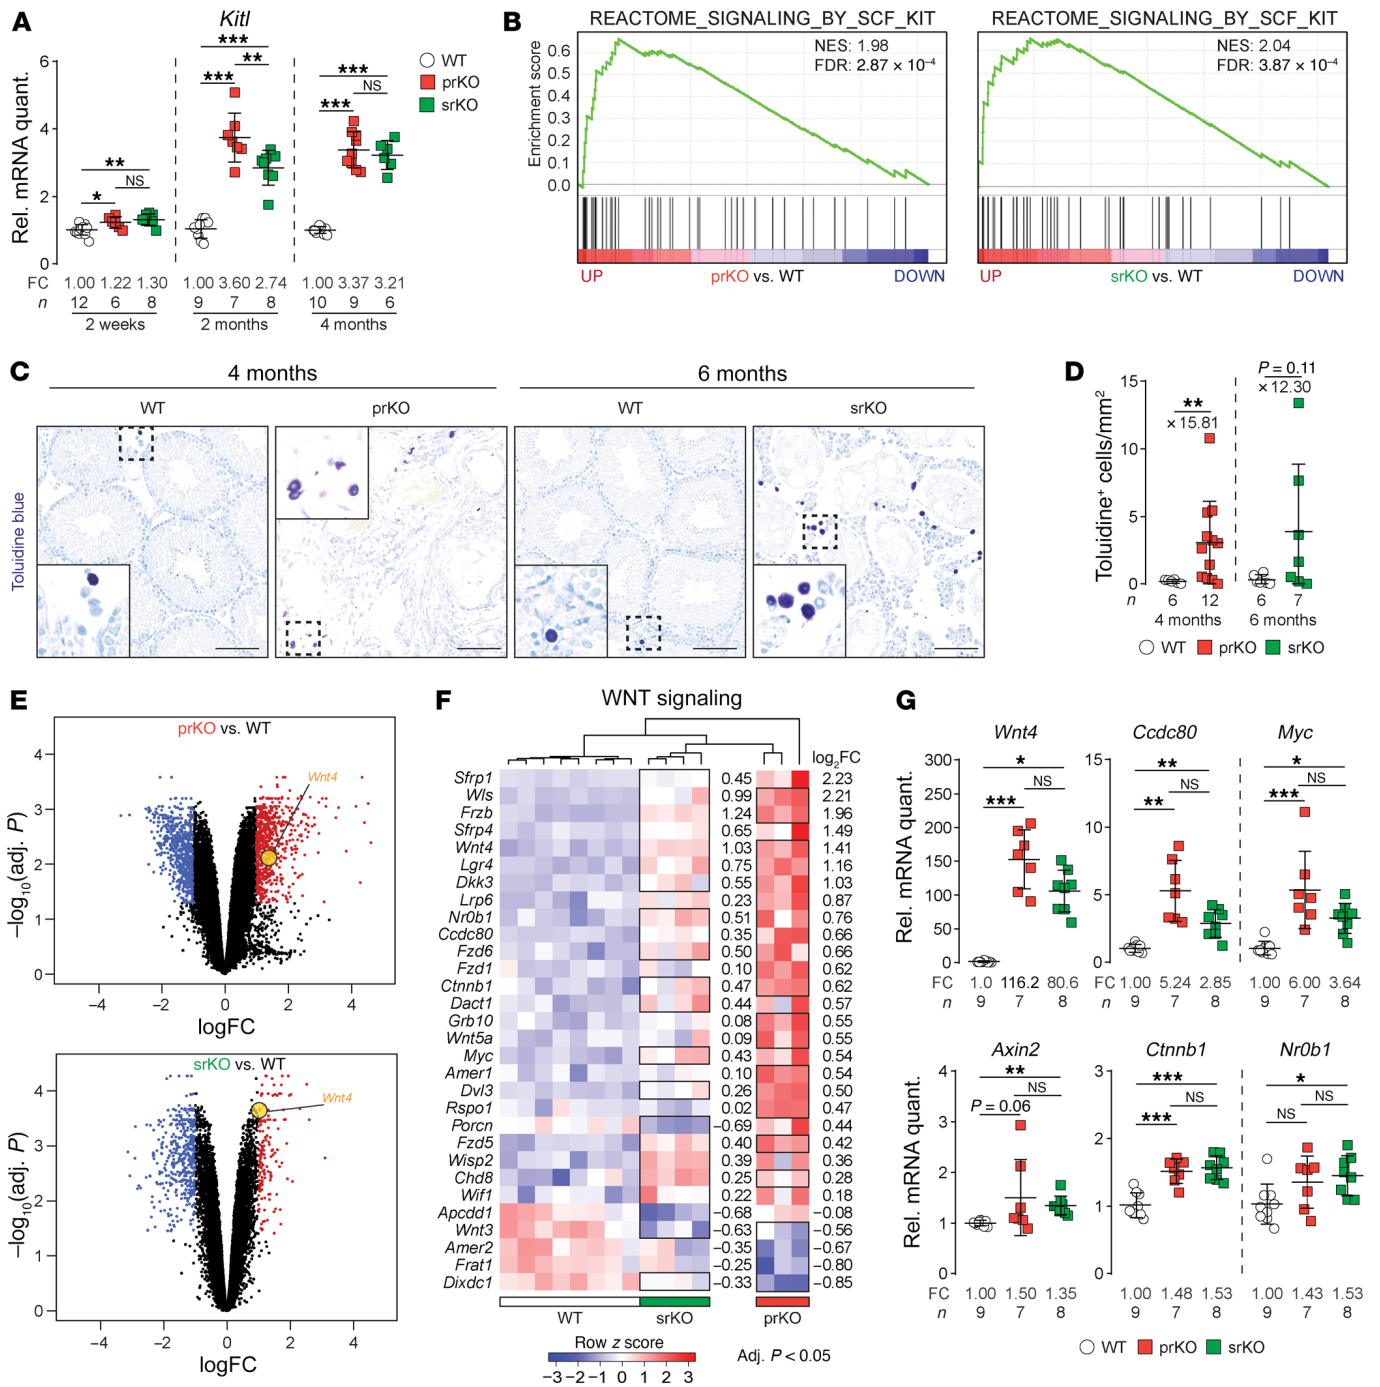 A
Kitl
Rel. mRNA quant.
6
4
2
0
***
**
***
**
NS
*
***
NS
***
WT
prKO
srKO
FC 1.00 1.22 1.30 1.00 3.60 2.74 1.00 3.37 3.21
n 12 6 8 9 7 8 10 9 6
2 weeks 2 months 4 months
B
REACTOME_SIGNALING_BY_SCF_KIT
NES: 1.98
FDR: 2.87 × 10⁻⁴
Enrichment score
0.6
0.5
0.4
0.3
0.2
0.1
0.0
UP prKO vs. WT DOWN
REACTOME_SIGNALING_BY_SCF_KIT
NES: 2.04
FDR: 3.87 × 10⁻⁴
UP srKO vs. WT DOWN
C
4 months 6 months
WT prKO WT srKO
Toluidine blue
D
Toluidine⁺ cells/mm²
15
10
5
0
**
×15.81
P = 0.11
×12.30
n 6 12 6 7
4 months 6 months
WT prKO srKO
E
prKO vs. WT
Wnt4
−log₁₀(adj. P)
4
3
2
1
0
−4 −2 0 2 4
logFC
srKO vs. WT
Wnt4
−log₁₀(adj. P)
4
3
2
1
0
−4 −2 0 2 4
logFC
F
WNT signaling
log₂FC
Sfrp1 0.45 2.23
Wls 0.99 2.21
Frzb 1.24 1.96
Sfrp4 0.65 1.49
Wnt4 1.03 1.41
Lgr4 0.75 1.16
Dkk3 0.55 1.03
Lrp6 0.23 0.87
Nr0b1 0.51 0.76
Ccdc80 0.35 0.66
Fzd6 0.50 0.66
Fzd1 0.10 0.62
Ctnnb1 0.47 0.62
Dact1 0.44 0.57
Grb10 0.08 0.55
Wnt5a 0.09 0.55
Myc 0.43 0.54
Amer1 0.10 0.54
Dvl3 0.26 0.50
Rspo1 0.02 0.47
Porcn −0.69 0.44
Fzd5 0.40 0.42
Wisp2 0.39 0.36
Chd8 0.25 0.28
Wif1 0.22 0.18
Apcdd1 −0.68 −0.08
Wnt3 −0.63 −0.56
Amer2 −0.35 −0.67
Frat1 −0.25 −0.80
Dixdc1 −0.33 −0.85
WT srKO prKO
Row z score
−3 −2 −1 0 1 2 3
Adj. P < 0.05
G
Wnt4
Rel. mRNA quant.
300
250
200
150
100
50
0
*
NS
***
FC 1.0 116.2 80.6
n 9 7 8
Ccdc80
15
10
5
0
**
NS
**
FC 1.00 5.24 2.85
n 9 7 8
Myc
*
NS
***
1.00 6.00 3.64
9 7 8
Axin2
Rel. mRNA quant.
4
3
2
1
0
**
NS
P = 0.06
FC 1.00 1.50 1.35
n 9 7 8
Ctnnb1
3
2
1
0
***
NS
***
1.00 1.48 1.53
9 7 8
Nr0b1
*
NS
NS
1.00 1.43 1.53
9 7 8
WT prKO srKO